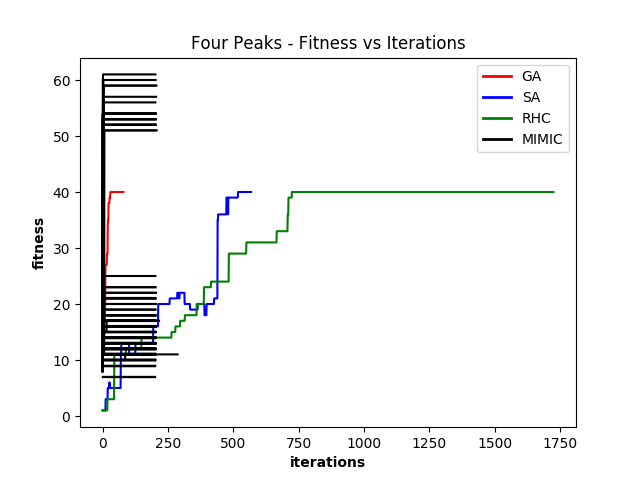 Four Peaks - Fitness vs Iterations
GA
SA
RHC
MIMIC
fitness
60
50
40
30
20
10
0
0 250 500 750 1000 1250 1500 1750
iterations